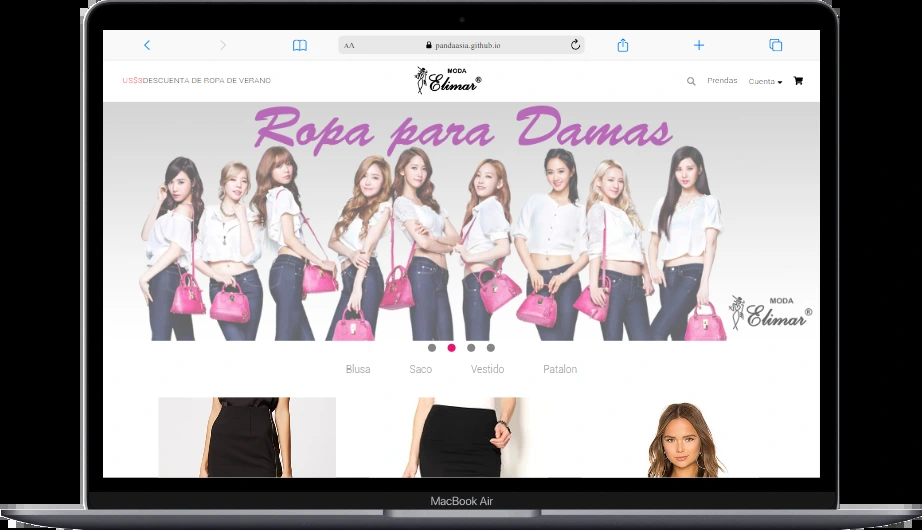 AA
pandaasia.github.io
US$3DESCUENTA DE ROPA DE VERANO
MODA
Elimar®
Prendas
Cuenta
Ropa para Damas
MODA
Elimar®
Blusa
Saco
Vestido
Patalon
MacBook Air